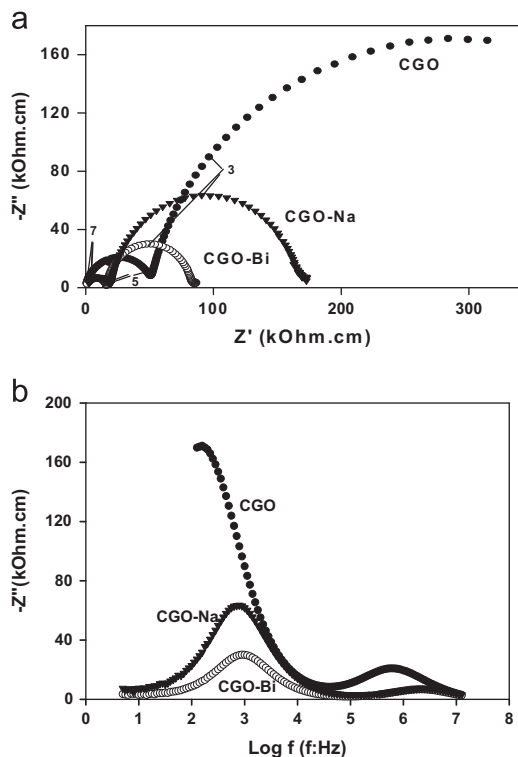 a
160
120
80
40
0
-Z" (kOhm.cm)
CGO
3
CGO-Na
7
CGO-Bi
5
0 100 200 300
Z' (kOhm.cm)
b
200
160
120
80
40
0
-Z"(kOhm.cm)
CGO
CGO-Na
CGO-Bi
0 1 2 3 4 5 6 7 8
Log f (f:Hz)